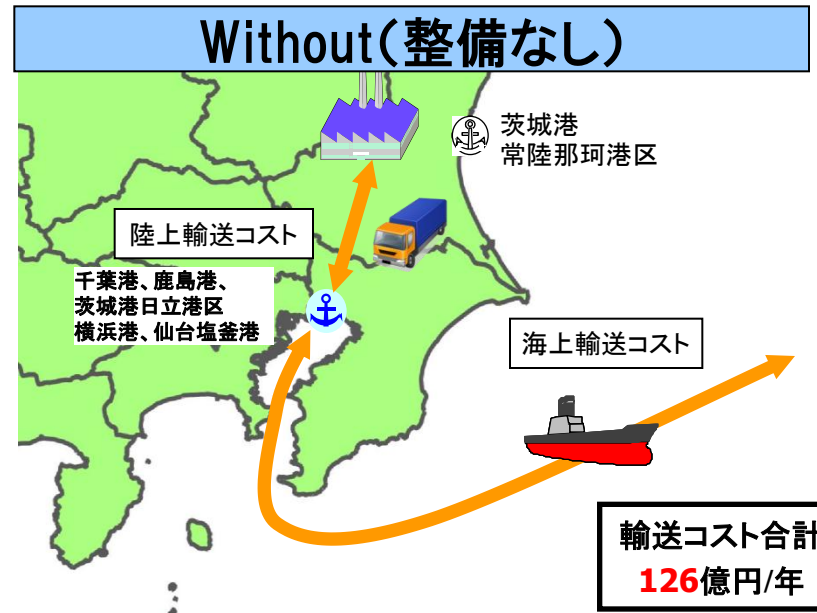 Without(整備なし)
茨城港
常陸那珂港区
陸上輸送コスト
千葉港、鹿島港、
茨城港日立港区
横浜港、仙台塩釜港
海上輸送コスト
輸送コスト合計
126億円/年